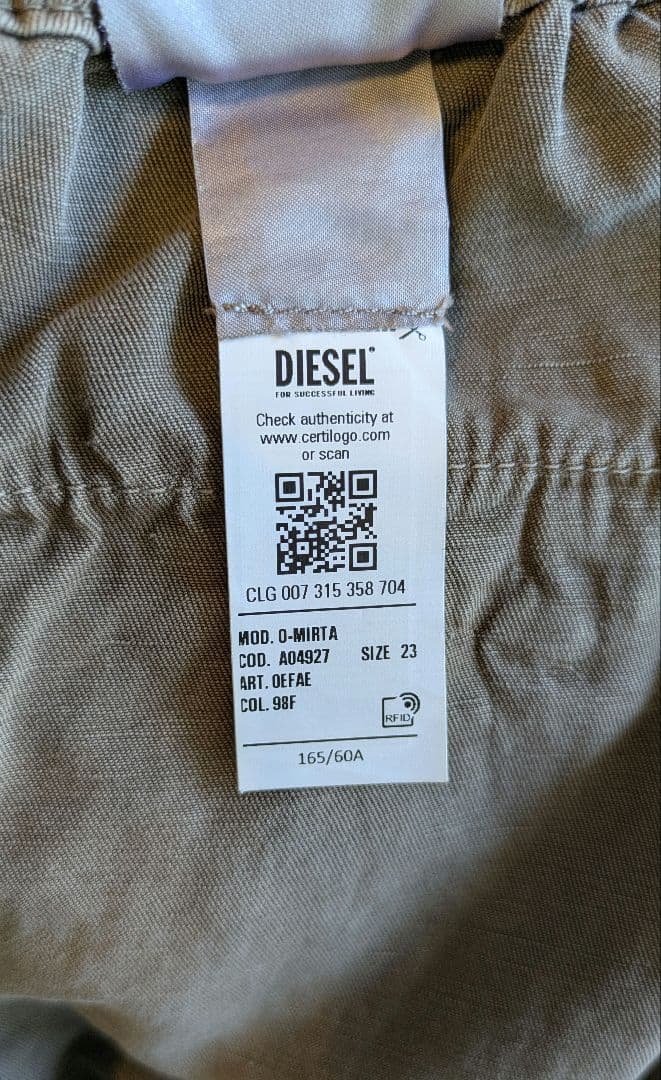 DIESEL®
FOR SUCCESSFUL LIVING
Check authenticity at
www.certilogo.com
or scan
CLG 007 315 358 704
MOD. O-MIRTA
COD. A04927 SIZE 23
ART. OEFAE
COL. 98F
RFID
165/60A